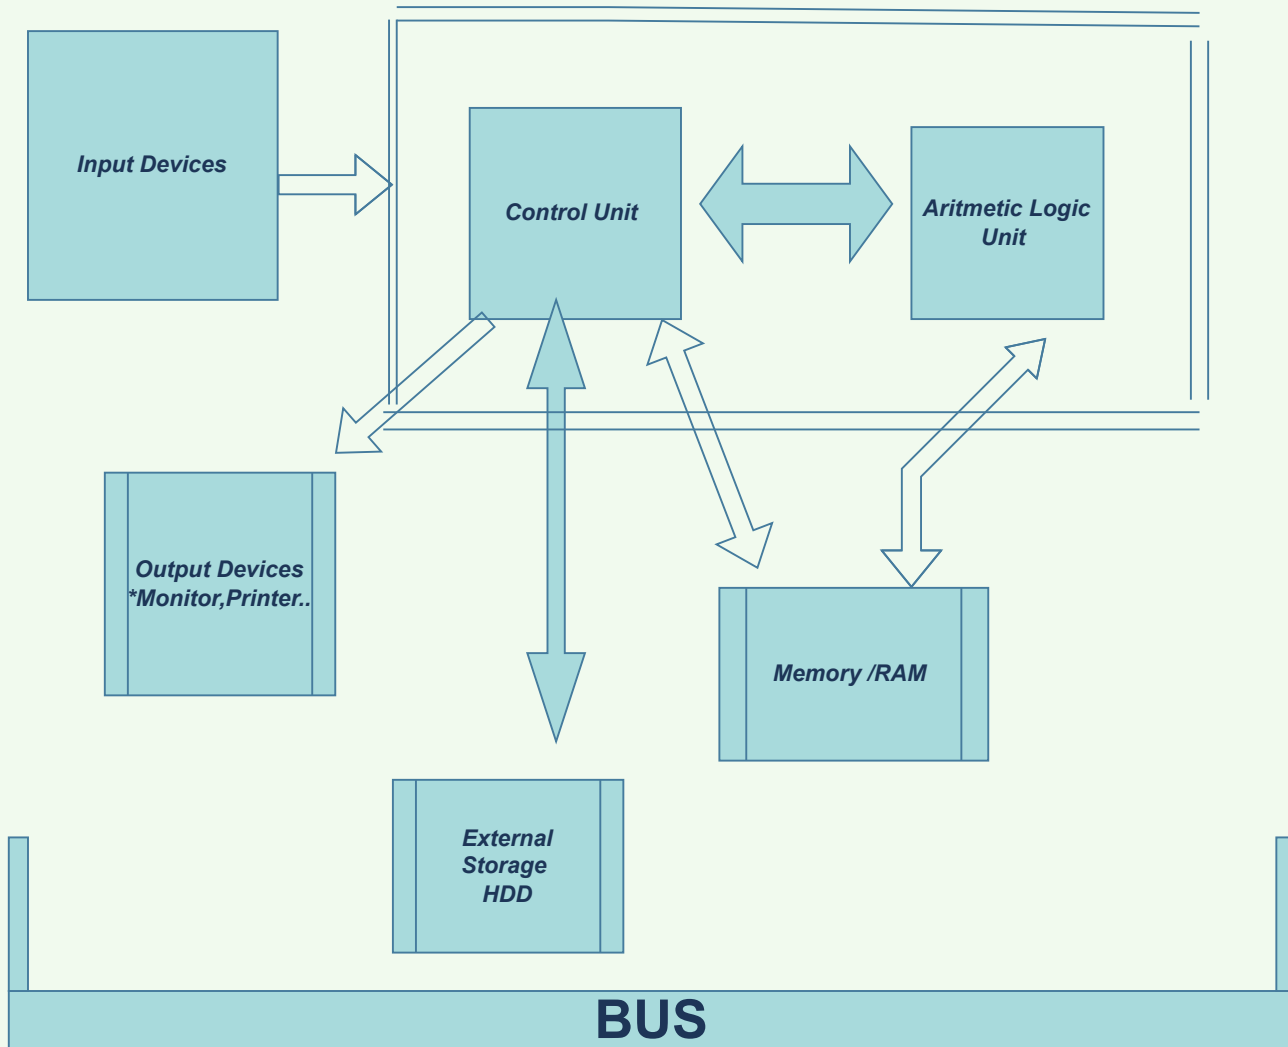 Input Devices
Control Unit
Aritmetic Logic
Unit
Output Devices
*Monitor,Printer..
Memory /RAM
External
Storage
HDD
BUS